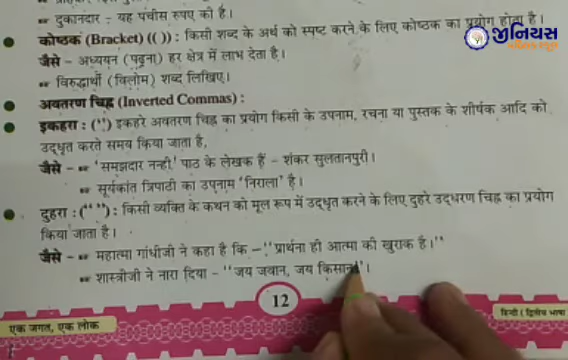 ☛ दुकानदार - यह पचीस रुपए को है।
जीनियस
• कोष्ठक (Bracket) (( )) : किसी शब्द के अर्थ को स्पष्ट करने के लिए कोष्ठक का प्रयोग होता है।
जैसे - अध्ययन (पढ़ना) हर क्षेत्र में लाभ देता है।
☛ विरुद्धार्थी (विलोम) शब्द लिखिए।
• अवतरण चिह्न (Inverted Commas) :
• इकहरा : (' ') इकहरे अवतरण चिह्न का प्रयोग किसी के उपनाम, रचना या पुस्तक के शीर्षक आदि को
उद्धृत करते समय किया जाता है,
जैसे - ☛ 'समझदार नन्ही' पाठ के लेखक हैं - शंकर सुलतानपुरी।
☛ सूर्यकांत त्रिपाठी का उपनाम 'निराला' है।
• दुहरा : (" ") : किसी व्यक्ति के कथन को मूल रूप में उद्धृत करने के लिए दुहरे उद्धरण चिह्न का प्रयोग
किया जाता है।
जैसे - ☛ महात्मा गांधीजी ने कहा है कि -"प्रार्थना ही आत्मा की खुराक है।"
☛ शास्त्रीजी ने नारा दिया - "जय जवान, जय किसान"।
12
एक जगत, एक लोक
हिन्दी (द्वितीय भाषा